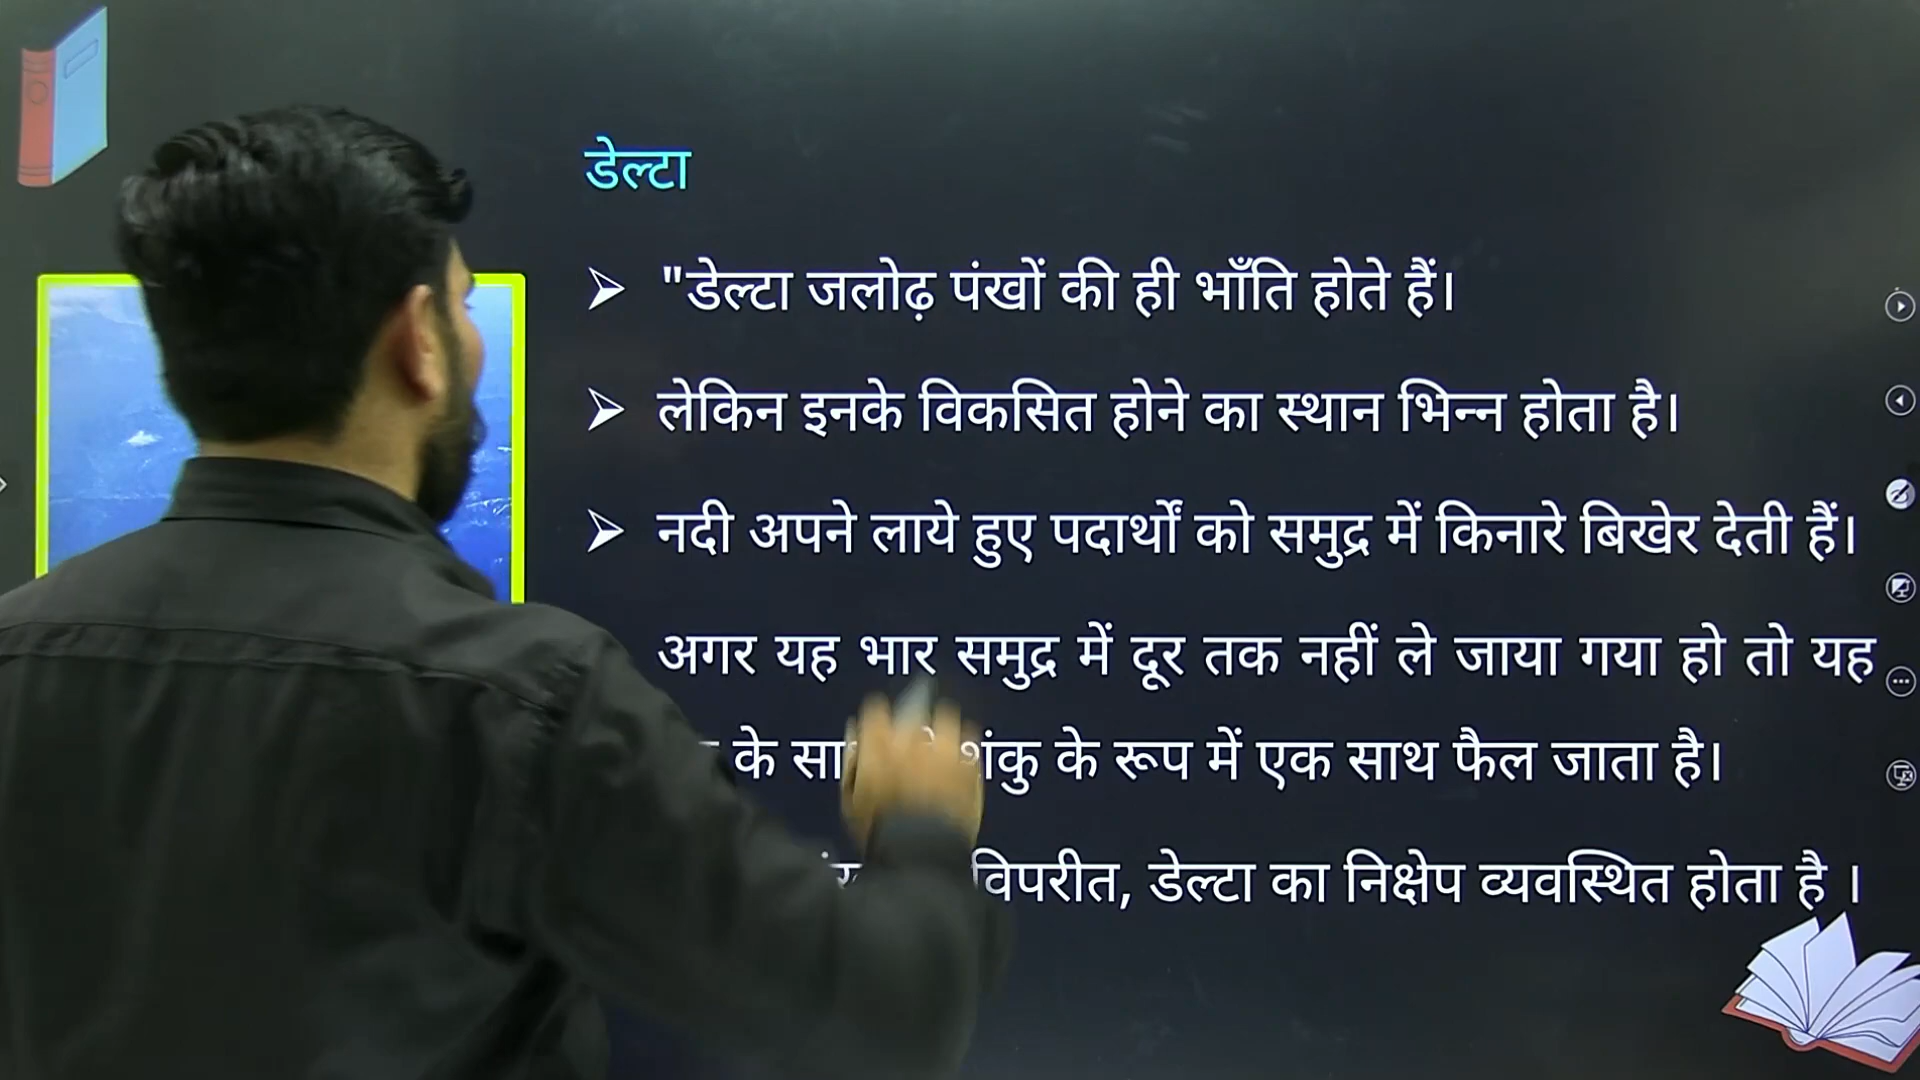 डेल्टा
"डेल्टा जलोढ़ पंखों की ही भाँति होते हैं।
लेकिन इनके विकसित होने का स्थान भिन्न होता है।
नदी अपने लाये हुए पदार्थों को समुद्र में किनारे बिखेर देती हैं।
अगर यह भार समुद्र में दूर तक नहीं ले जाया गया हो तो यह
के रूप में एक साथ फैल जाता है।
विपरीत, डेल्टा का निक्षेप व्यवस्थित होता है ।